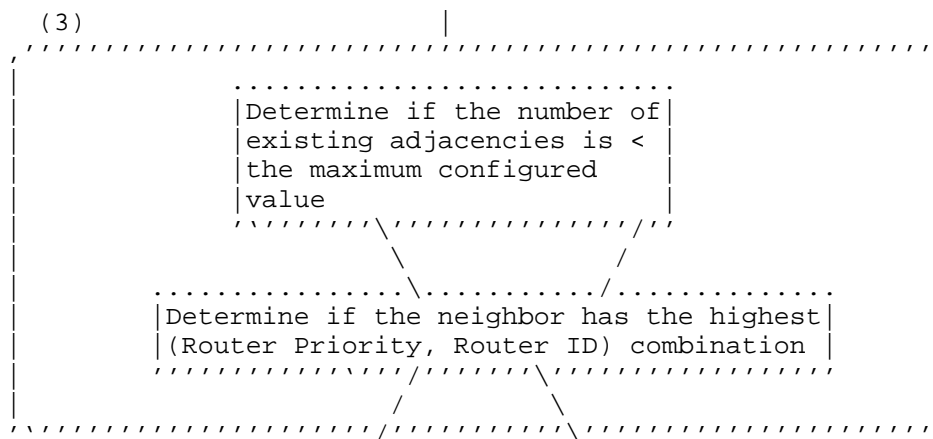 (3)
Determine if the number of
existing adjacencies is <
the maximum configured
value
Determine if the neighbor has the highest
(Router Priority, Router ID) combination